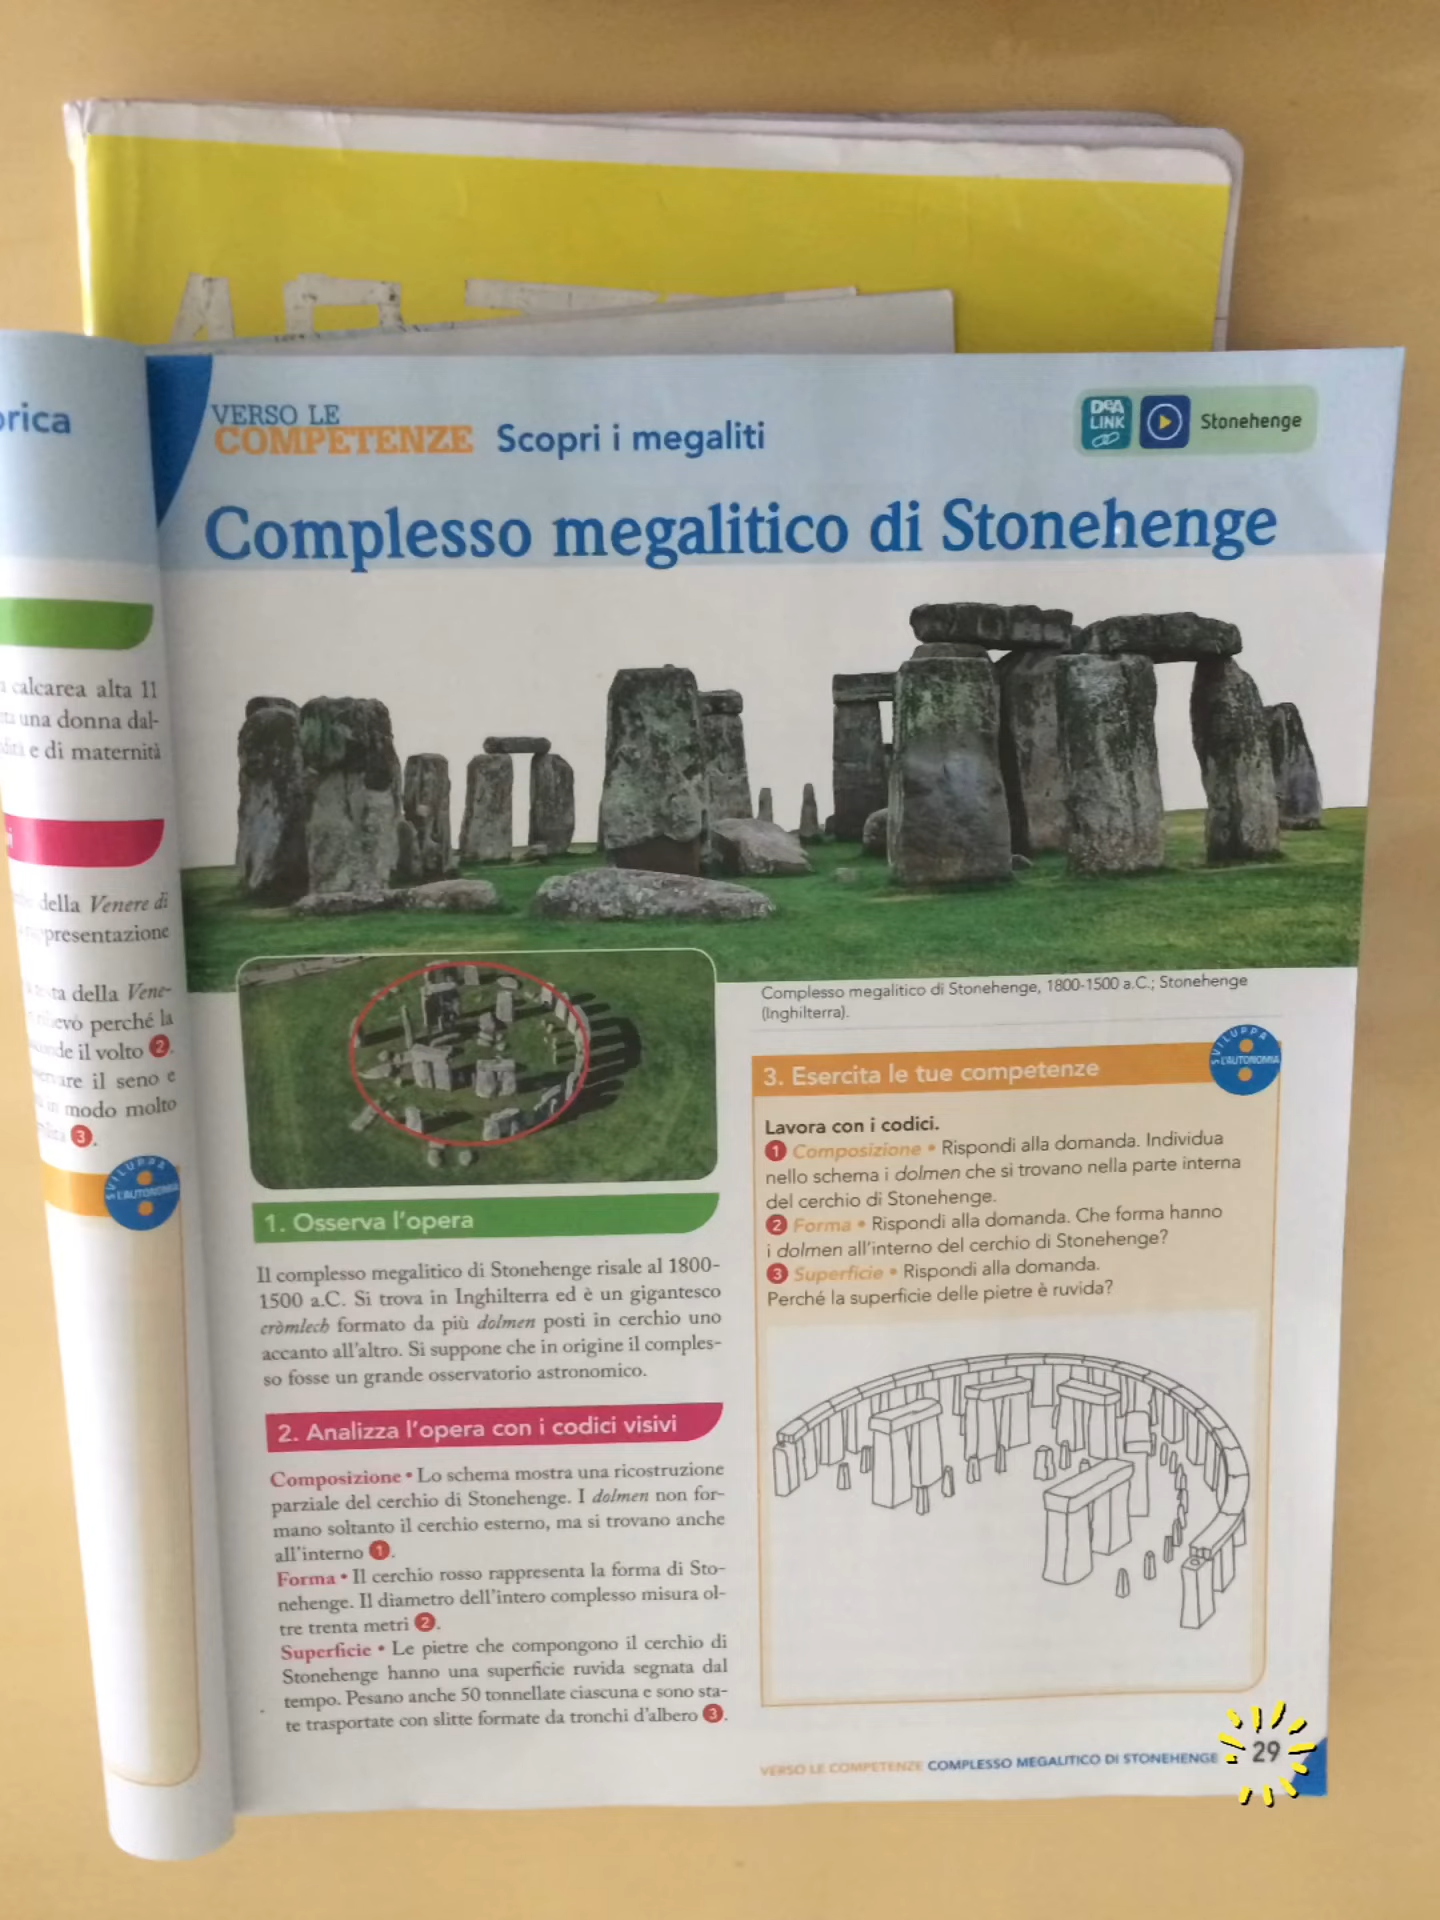 orica
calcarea alta 11
una donna dal-
e di maternità
della Venere di
presentazione
della Vene-
perché la
il volto 2.
il seno e
modo molto
3.
SVILUPPA
L'AUTONOMIA
VERSO LE
COMPETENZE Scopri i megaliti
DeA
LINK
Stonehenge
Complesso megalitico di Stonehenge
Complesso megalitico di Stonehenge, 1800-1500 a.C.; Stonehenge
(Inghilterra).
1. Osserva l'opera
Il complesso megalitico di Stonehenge risale al 1800-
1500 a.C. Si trova in Inghilterra ed è un gigantesco
cròmlech formato da più dolmen posti in cerchio uno
accanto all'altro. Si suppone che in origine il comples-
so fosse un grande osservatorio astronomico.
2. Analizza l'opera con i codici visivi
Composizione • Lo schema mostra una ricostruzione
parziale del cerchio di Stonehenge. I dolmen non for-
mano soltanto il cerchio esterno, ma si trovano anche
all'interno 1.
Forma • Il cerchio rosso rappresenta la forma di Sto-
nehenge. Il diametro dell'intero complesso misura ol-
tre trenta metri 2.
Superficie • Le pietre che compongono il cerchio di
Stonehenge hanno una superficie ruvida segnata dal
tempo. Pesano anche 50 tonnellate ciascuna e sono sta-
te trasportate con slitte formate da tronchi d'albero 3.
3. Esercita le tue competenze
SVILUPPA
L'AUTONOMIA
Lavora con i codici.
1 Composizione • Rispondi alla domanda. Individua
nello schema i dolmen che si trovano nella parte interna
del cerchio di Stonehenge.
2 Forma • Rispondi alla domanda. Che forma hanno
i dolmen all'interno del cerchio di Stonehenge?
3 Superficie • Rispondi alla domanda.
Perché la superficie delle pietre è ruvida?
VERSO LE COMPETENZE COMPLESSO MEGALITICO DI STONEHENGE 29